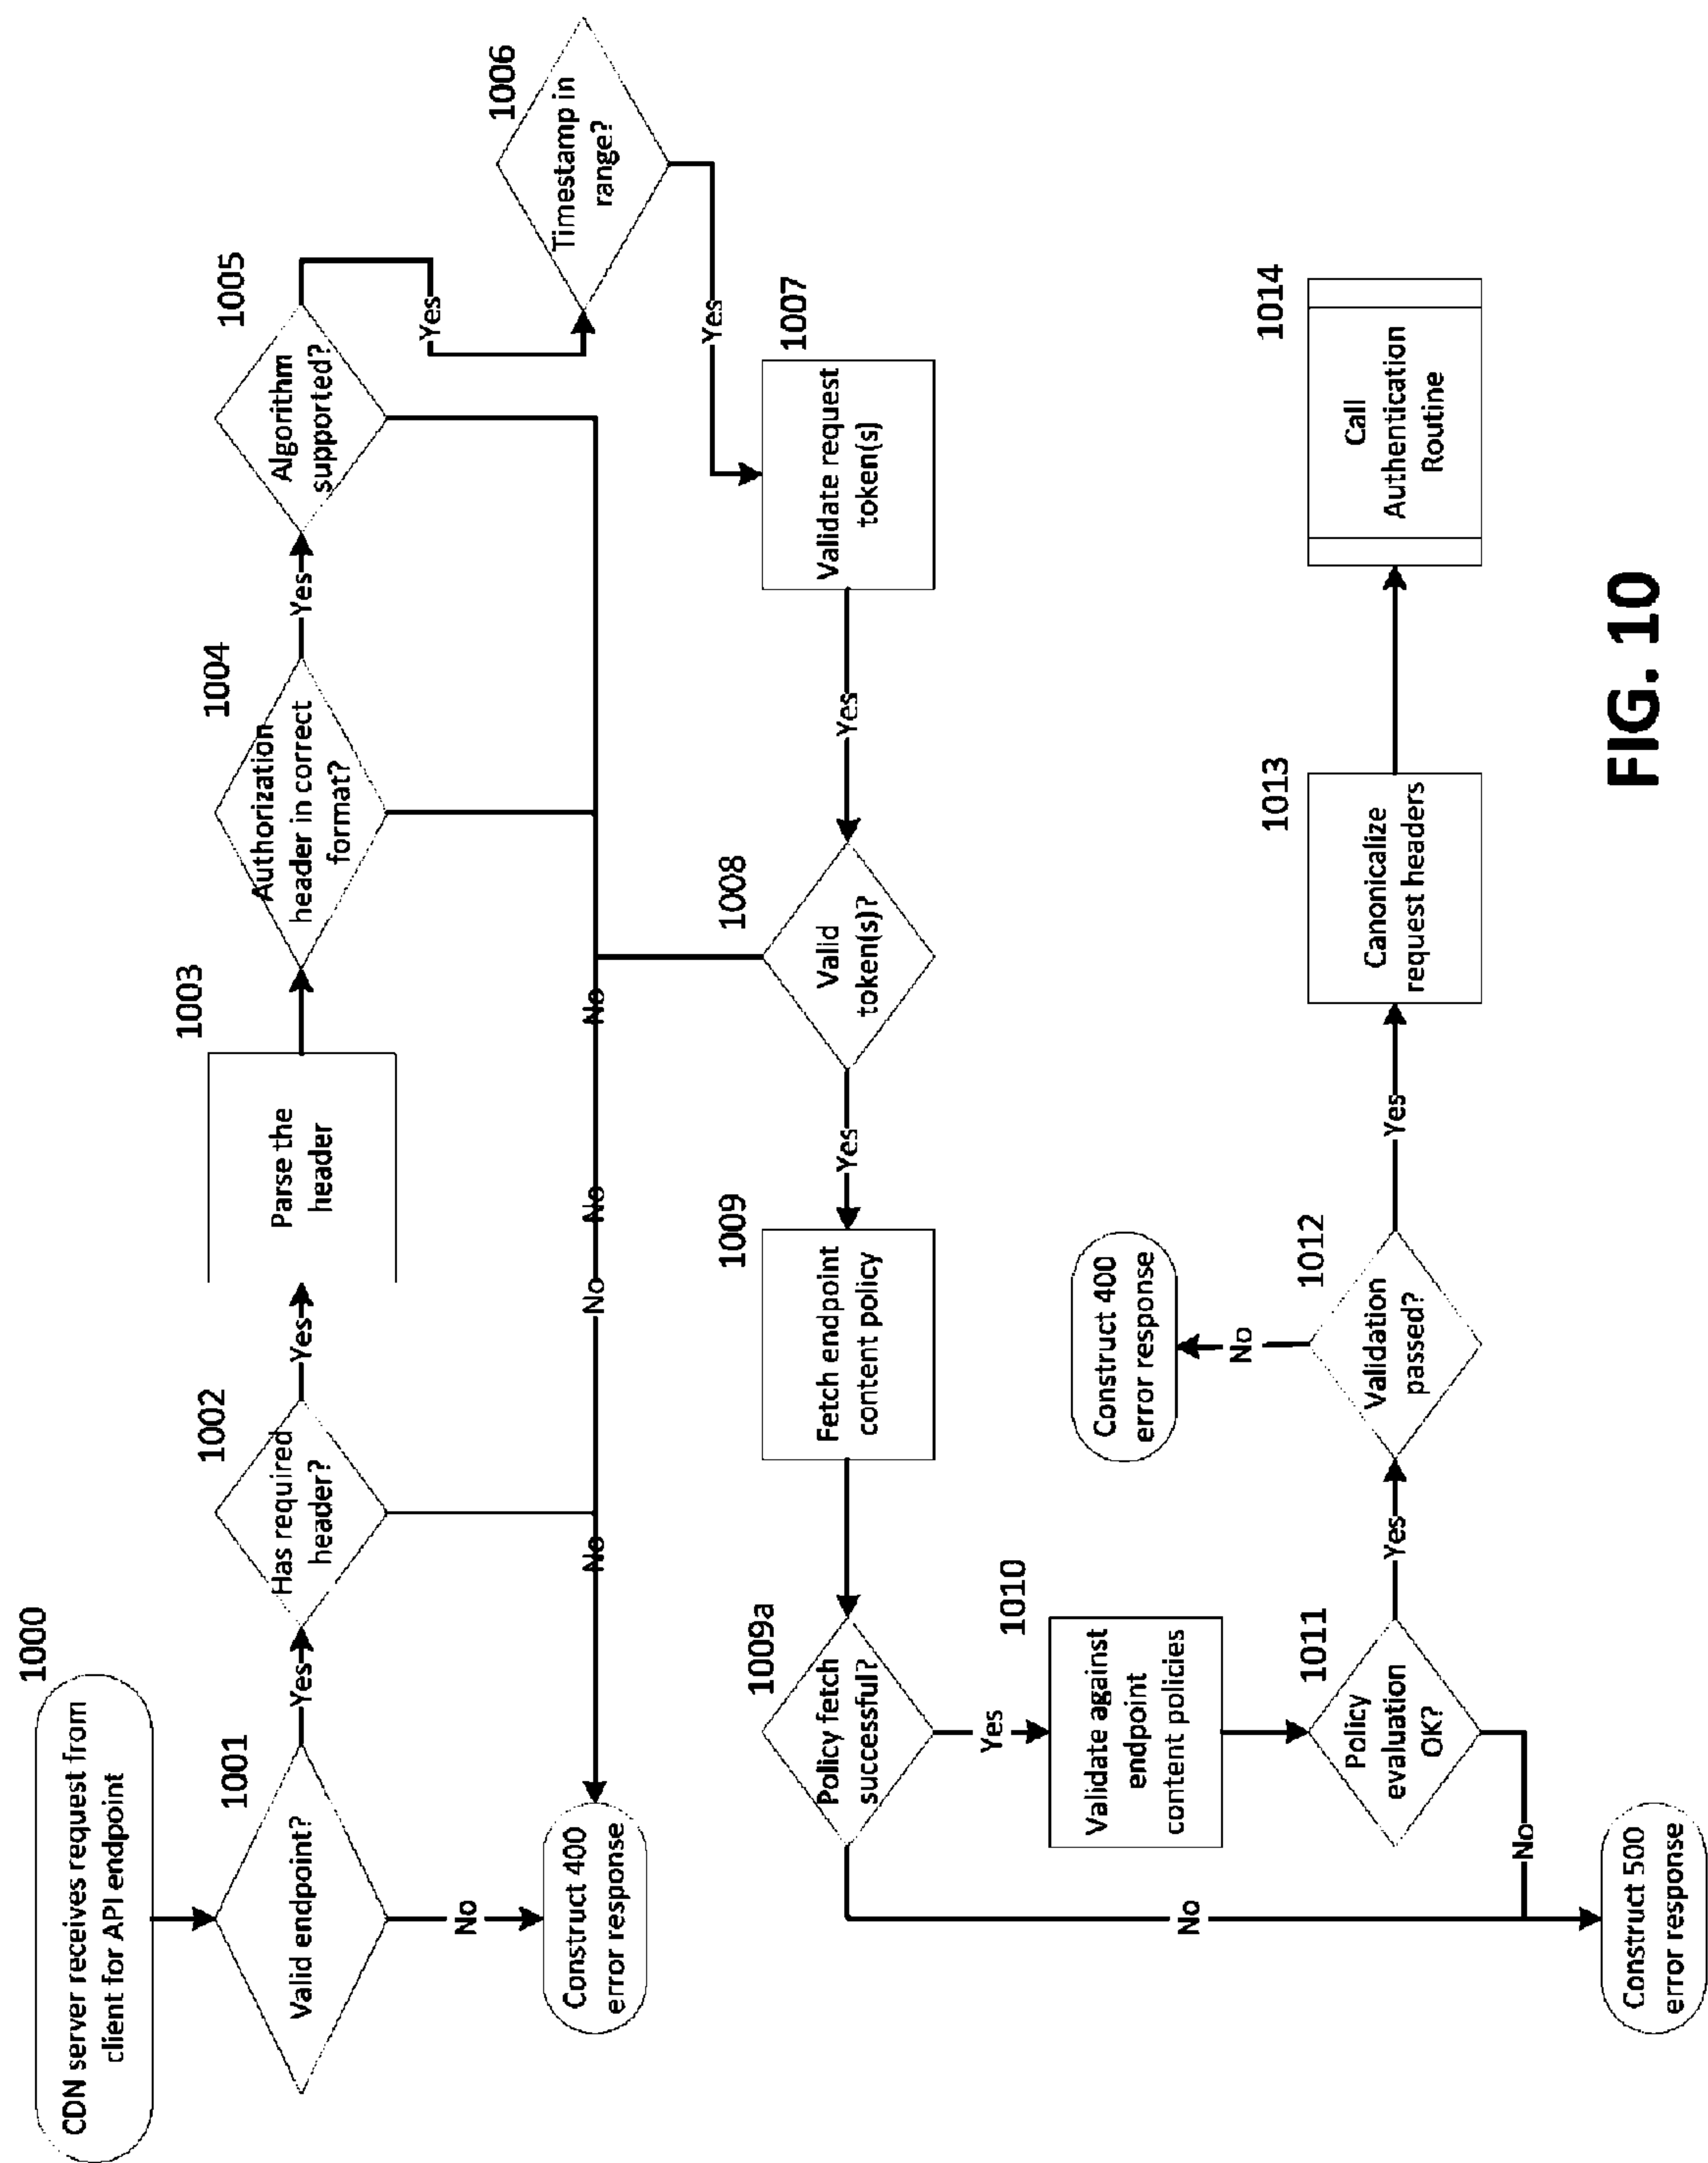 1000
CDN server receives request from
client for API endpoint
1001
Valid endpoint?
Yes
No
Construct 400
error response
1002
Has required
header?
Yes
No
1003
Parse the
header
1004
Authorization
header in correct
format?
Yes
No
1005
Algorithm
supported?
Yes
No
1006
Timestamp in
range?
Yes
1007
Validate request
token(s)
Yes
1008
Valid
token(s)?
No
Yes
1009
Fetch endpoint
content policy
1009a
Policy fetch
successful?
Yes
No
1010
Validate against
endpoint
content policies
1011
Policy
evaluation
OK?
Yes
No
Construct 500
error response
1012
Validation
passed?
No
Construct 400
error response
Yes
1013
Canonicalize
request headers
1014
Call
Authentication
Routine
FIG. 10